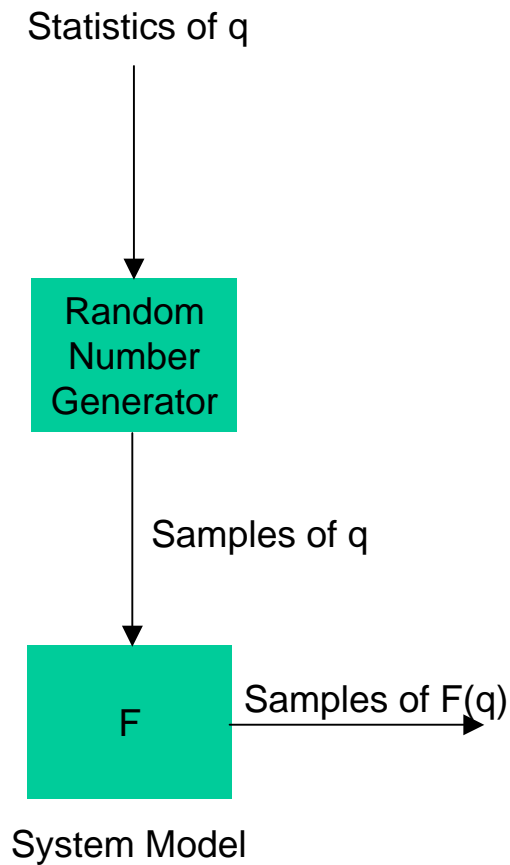 Statistics of q
Random
Number
Generator
Samples of q
F
Samples of F(q)
System Model